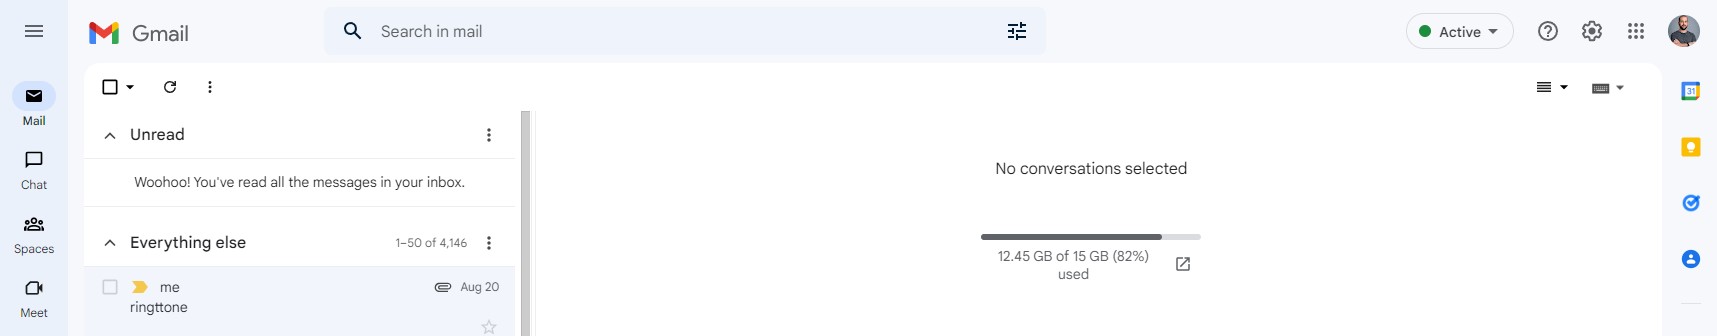 Gmail
Search in mail
Active
Mail
Chat
Spaces
Meet
Unread
Woohoo! You've read all the messages in your inbox.
Everything else
1–50 of 4,146
me
Aug 20
ringttone
No conversations selected
12.45 GB of 15 GB (82%)
used
31